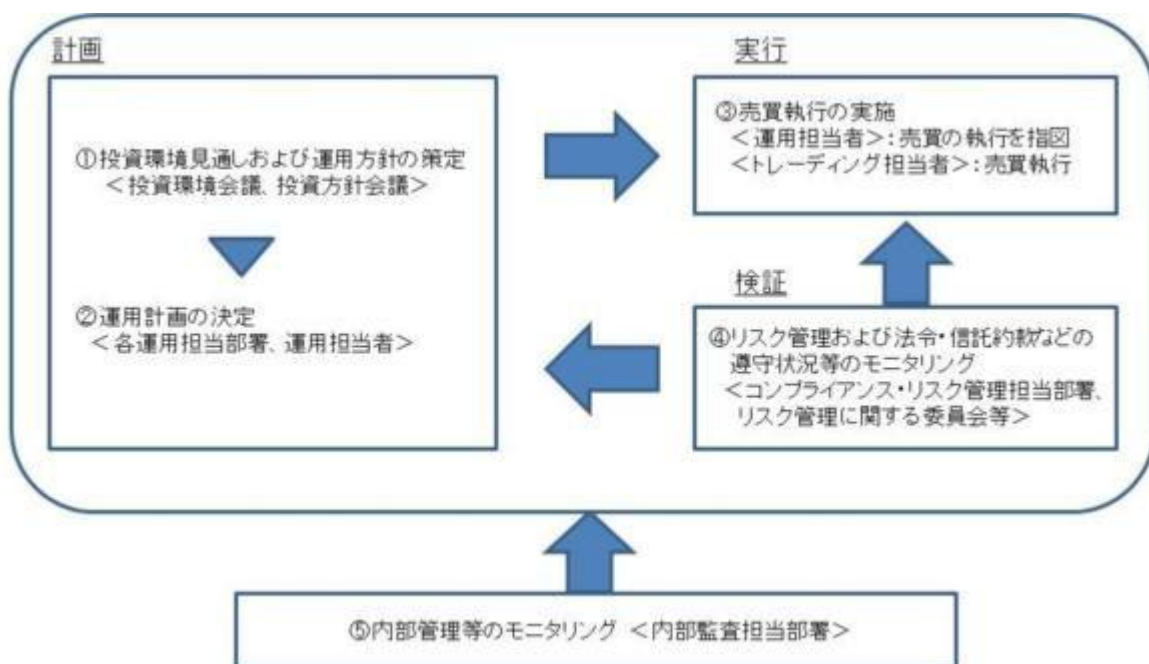 計画
①投資環境見通しおよび運用方針の策定
＜投資環境会議、投資方針会議＞
②運用計画の決定
＜各運用担当部署、運用担当者＞
実行
③売買執行の実施
＜運用担当者＞：売買の執行を指図
＜トレーディング担当者＞：売買執行
検証
④リスク管理および法令・信託約款などの
遵守状況等のモニタリング
＜コンプライアンス・リスク管理担当部署、
リスク管理に関する委員会等＞
⑤内部管理等のモニタリング ＜内部監査担当部署＞